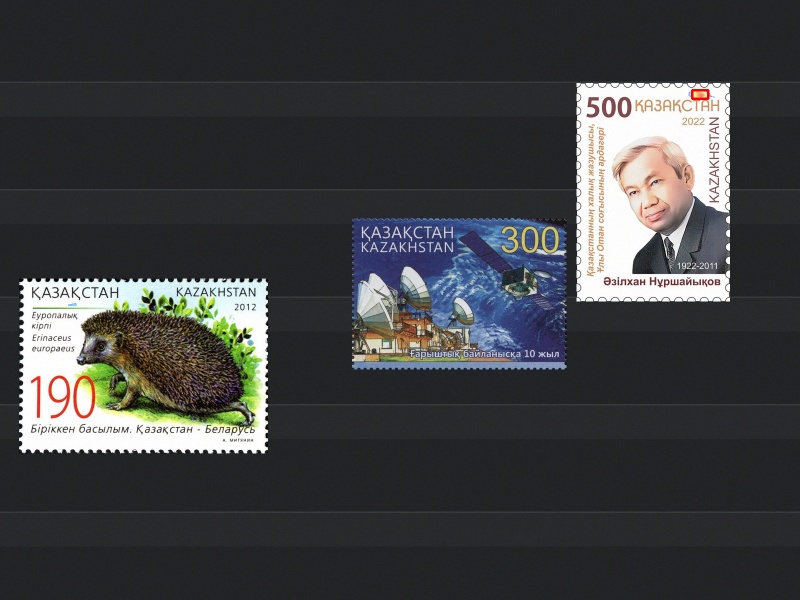 500 ҚАЗАҚСТАН
2022
KAZAKHSTAN
Қазақстанның халық жазушысы,
Ұлы Отан соғысының ардагері
1922-2011
Әзілхан Нұршайықов
ҚАЗАҚСТАН
KAZAKHSTAN
300
Ғарыштық байланысқа 10 жыл
ҚАЗАҚСТАН KAZAKHSTAN
2012
Еуропалық
кірпі
Erinaceus
europaeus
190
Біріккен басылым. Қазақстан - Беларусь
А. МИТЯНИН